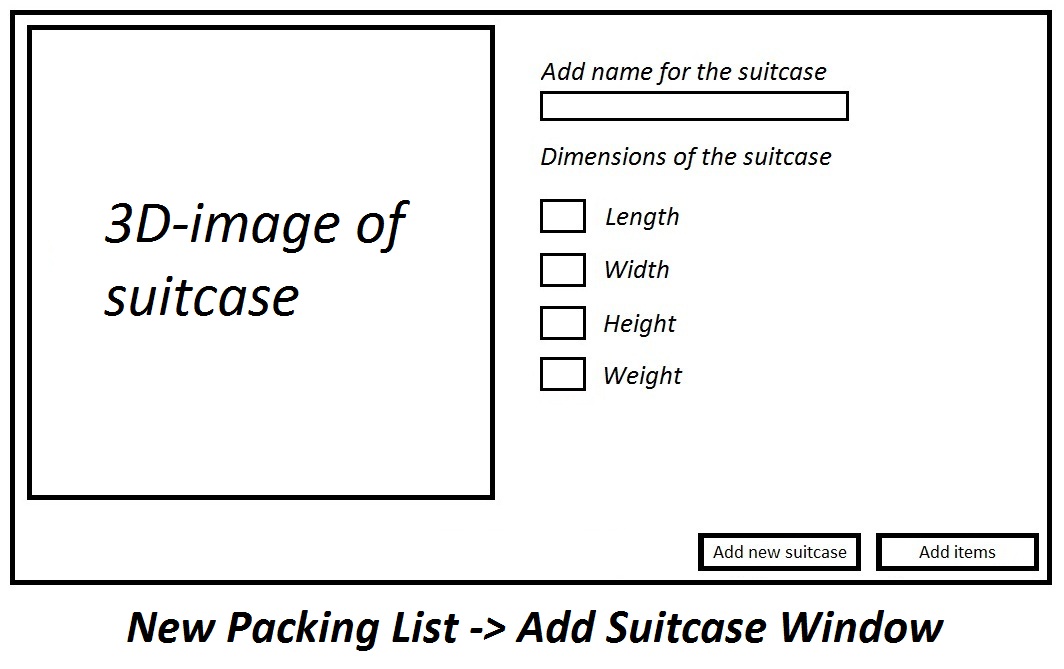 3D-image of
suitcase
Add name for the suitcase
Dimensions of the suitcase
Length
Width
Height
Weight
Add new suitcase
Add items
New Packing List -> Add Suitcase Window